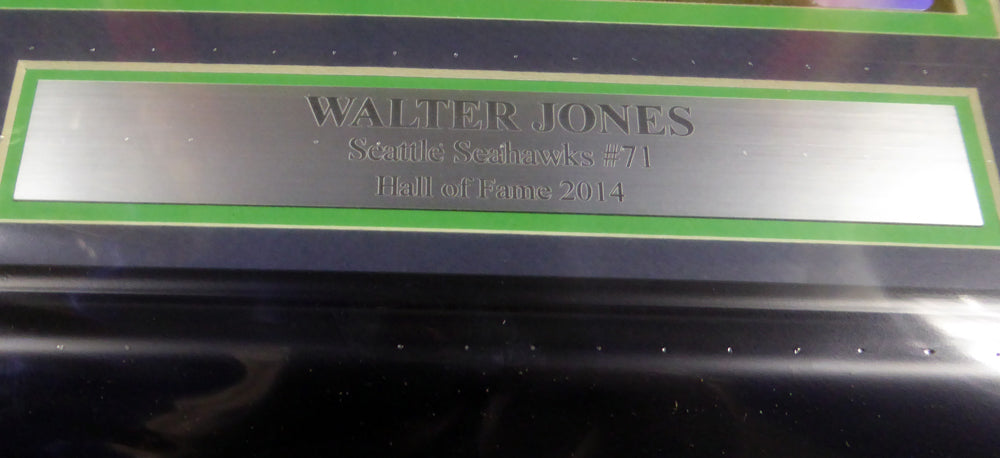 WALTER JONES
Seattle Seahawks #71
Hall of Fame 2014